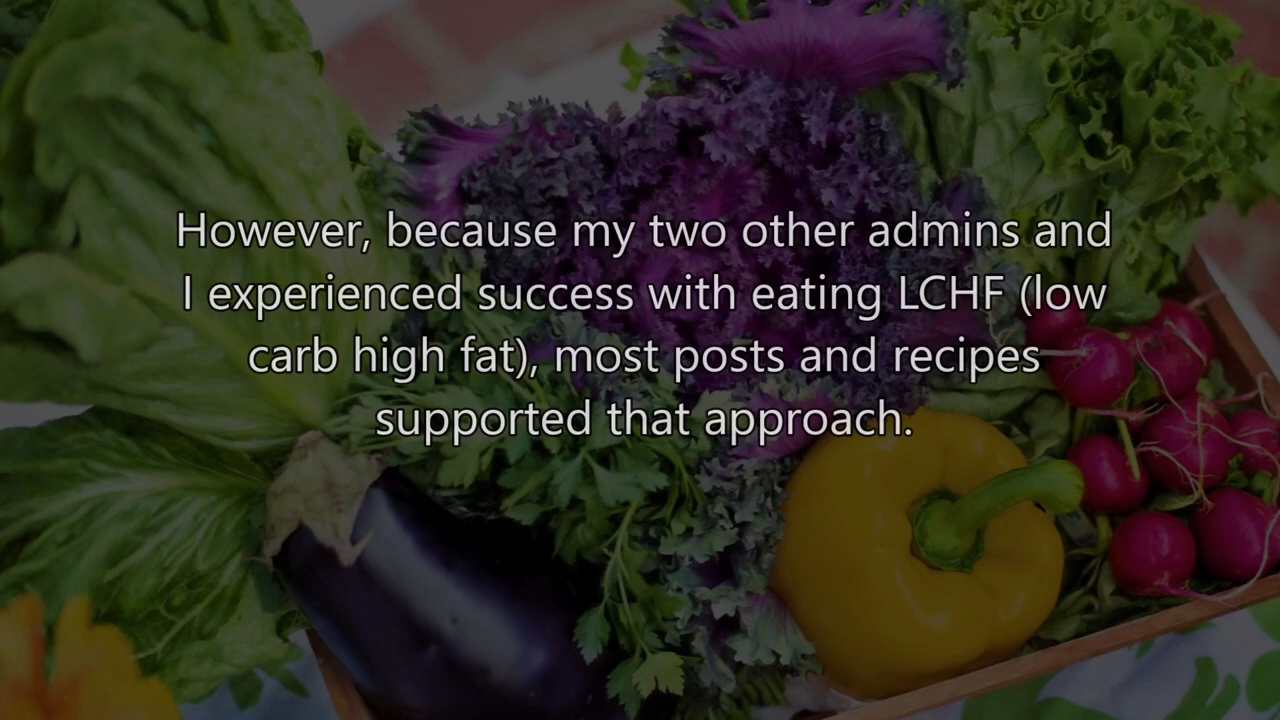 However, because my two other admins and
I experienced success with eating LCHF (low
carb high fat), most posts and recipes
supported that approach.